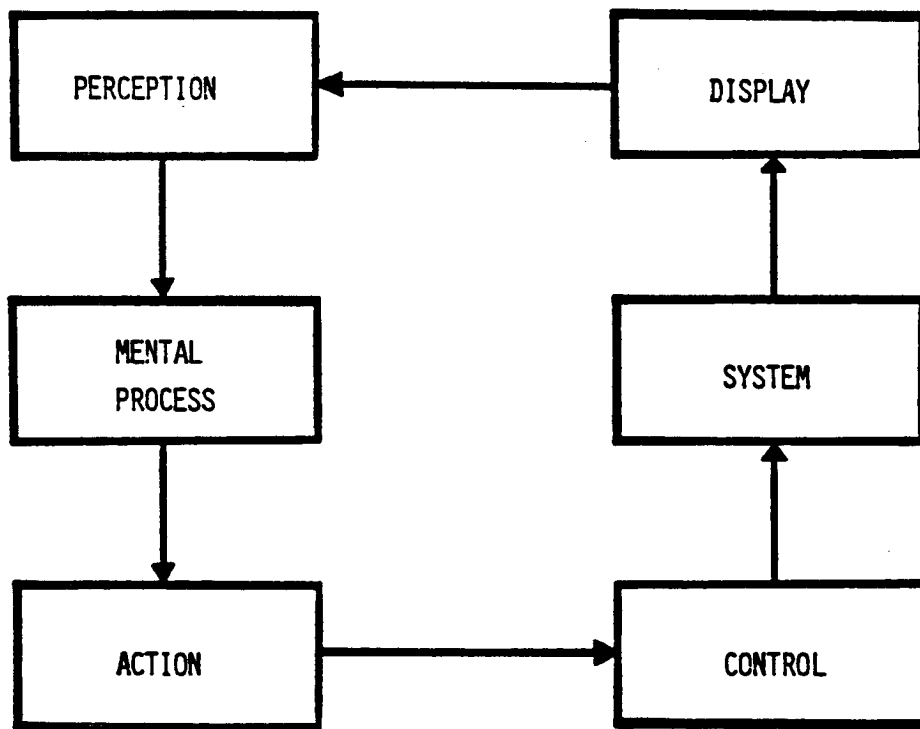 PERCEPTION
DISPLAY
MENTAL
PROCESS
SYSTEM
ACTION
CONTROL